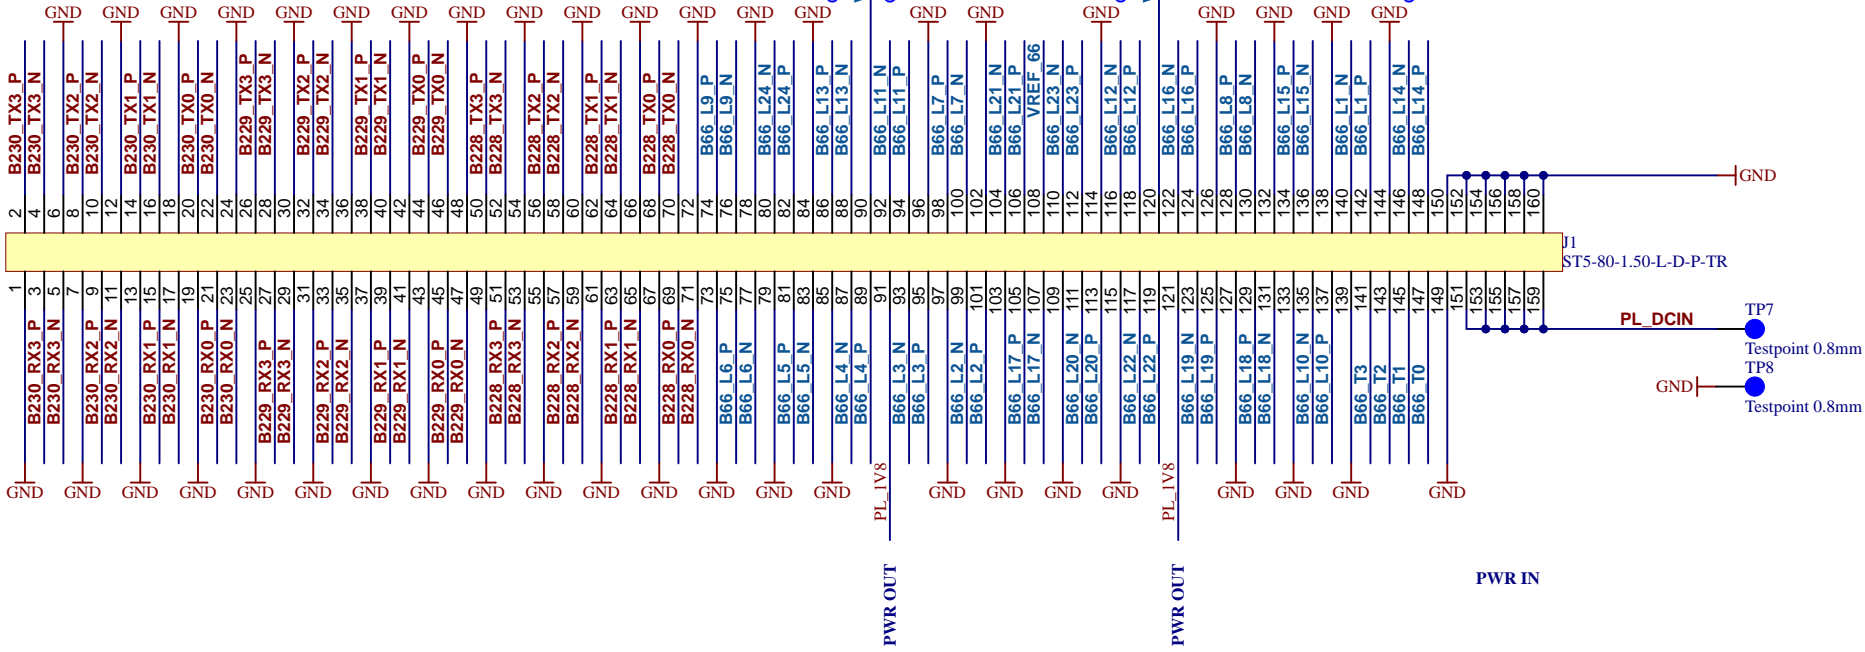 GND GND GND GND GND GND GND GND GND GND GND GND GND GND GND GND GND GND GND GND GND GND
B230_TX3_P
B230_TX3_N
B230_TX2_P
B230_TX2_N
B230_TX1_P
B230_TX1_N
B230_TX0_P
B230_TX0_N
B229_TX3_P
B229_TX3_N
B229_TX2_P
B229_TX2_N
B229_TX1_P
B229_TX1_N
B229_TX0_P
B229_TX0_N
B228_TX3_P
B228_TX3_N
B228_TX2_P
B228_TX2_N
B228_TX1_P
B228_TX1_N
B228_TX0_P
B228_TX0_N
B66_L9_P
B66_L9_N
B66_L24_N
B66_L24_P
B66_L13_P
B66_L13_N
B66_L11_N
B66_L11_P
B66_L7_P
B66_L7_N
B66_L21_N
B66_L21_P
VREF_66
B66_L23_N
B66_L23_P
B66_L12_N
B66_L12_P
B66_L16_N
B66_L16_P
B66_L8_P
B66_L8_N
B66_L15_P
B66_L15_N
B66_L1_N
B66_L1_P
B66_L14_N
B66_L14_P
GND
2 4 6 8 10 12 14 16 18 20 22 24 26 28 30 32 34 36 38 40 42 44 46 48 50 52 54 56 58 60 62 64 66 68 70 72 74 76 78 80 82 84 86 88 90 92 94 96 98 100 102 104 106 108 110 112 114 116 118 120 122 124 126 128 130 132 134 136 138 140 142 144 146 148 150 152 154 156 158 160
J1
ST5-80-1.50-L-D-P-TR
1 3 5 7 9 11 13 15 17 19 21 23 25 27 29 31 33 35 37 39 41 43 45 47 49 51 53 55 57 59 61 63 65 67 69 71 73 75 77 79 81 83 85 87 89 91 93 95 97 99 101 103 105 107 109 111 113 115 117 119 121 123 125 127 129 131 133 135 137 139 141 143 145 147 149 151 153 155 157 159
B230_RX3_P
B230_RX3_N
B230_RX2_P
B230_RX2_N
B230_RX1_P
B230_RX1_N
B230_RX0_P
B230_RX0_N
B229_RX3_P
B229_RX3_N
B229_RX2_P
B229_RX2_N
B229_RX1_P
B229_RX1_N
B229_RX0_P
B229_RX0_N
B228_RX3_P
B228_RX3_N
B228_RX2_P
B228_RX2_N
B228_RX1_P
B228_RX1_N
B228_RX0_P
B228_RX0_N
B66_L6_P
B66_L6_N
B66_L5_P
B66_L5_N
B66_L4_N
B66_L4_P
B66_L3_N
B66_L3_P
B66_L2_N
B66_L2_P
B66_L17_P
B66_L17_N
B66_L20_N
B66_L20_P
B66_L22_N
B66_L22_P
B66_L19_N
B66_L19_P
B66_L18_P
B66_L18_N
B66_L10_N
B66_L10_P
B66_T3
B66_T2
B66_T1
B66_T0
PL_DCIN
TP7
Testpoint 0.8mm
TP8
GND
Testpoint 0.8mm
GND GND GND GND GND GND GND GND GND GND GND GND GND GND GND GND GND GND GND GND GND GND GND GND
PL_1V8
PL_1V8
PWR OUT
PWR OUT
PWR IN